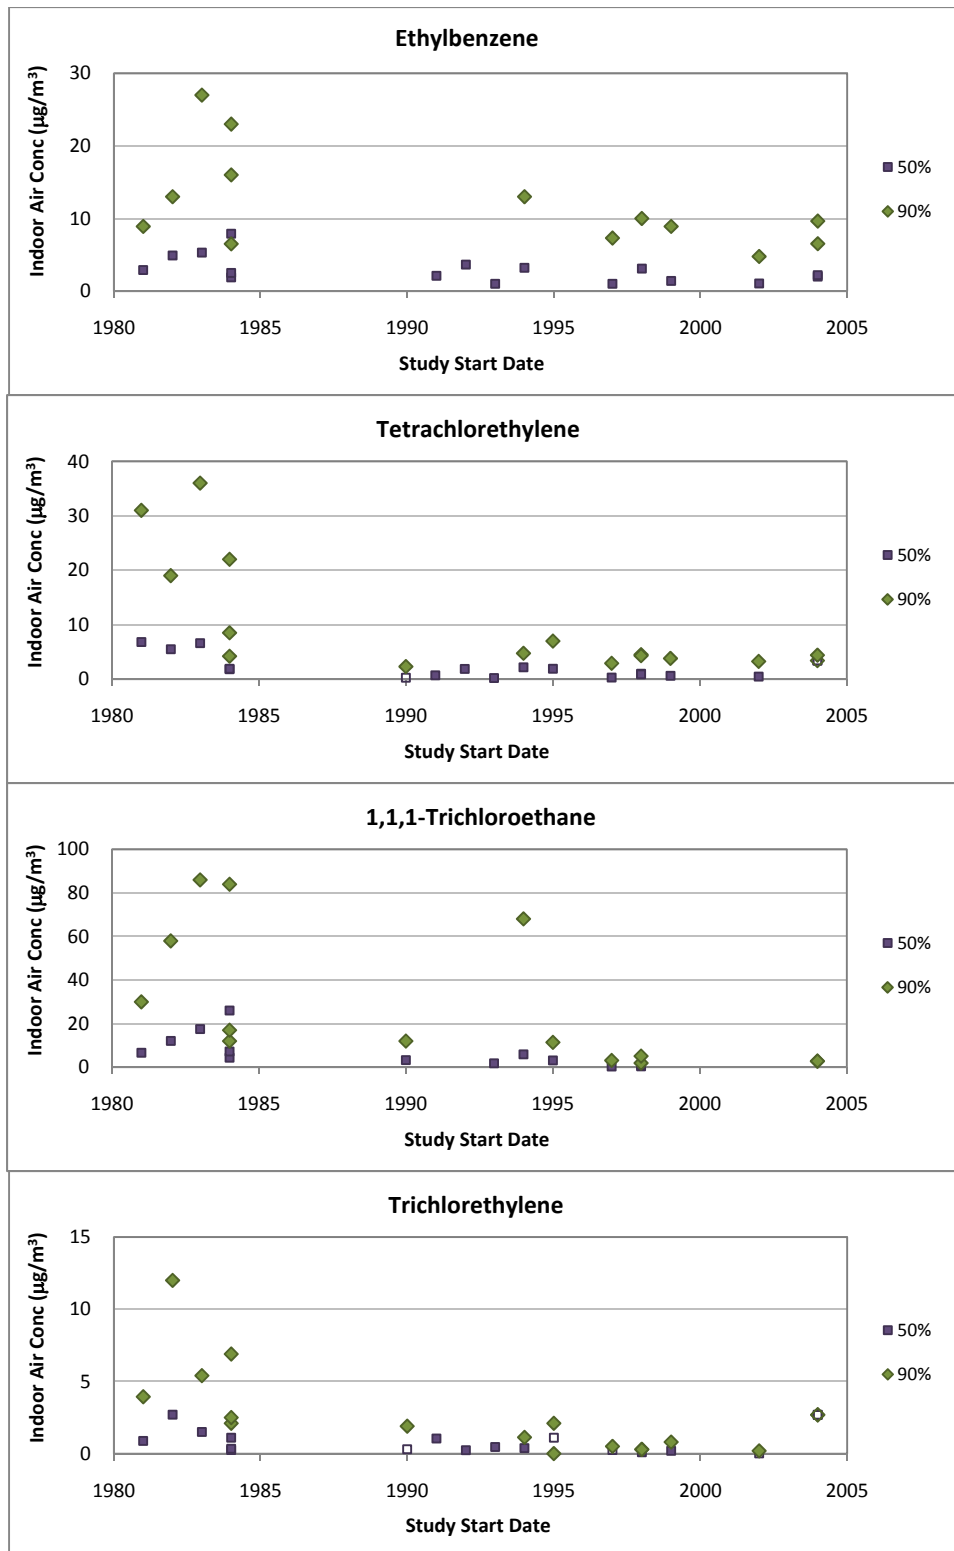 Ethylbenzene
Indoor Air Conc (µg/m³)
30
20
10
0
1980 1985 1990 1995 2000 2005
Study Start Date
50%
90%
Tetrachlorethylene
Indoor Air Conc (µg/m³)
40
30
20
10
0
1980 1985 1990 1995 2000 2005
Study Start Date
50%
90%
1,1,1-Trichloroethane
Indoor Air Conc (µg/m³)
100
80
60
40
20
0
1980 1985 1990 1995 2000 2005
Study Start Date
50%
90%
Trichlorethylene
Indoor Air Conc (µg/m³)
15
10
5
0
1980 1985 1990 1995 2000 2005
Study Start Date
50%
90%